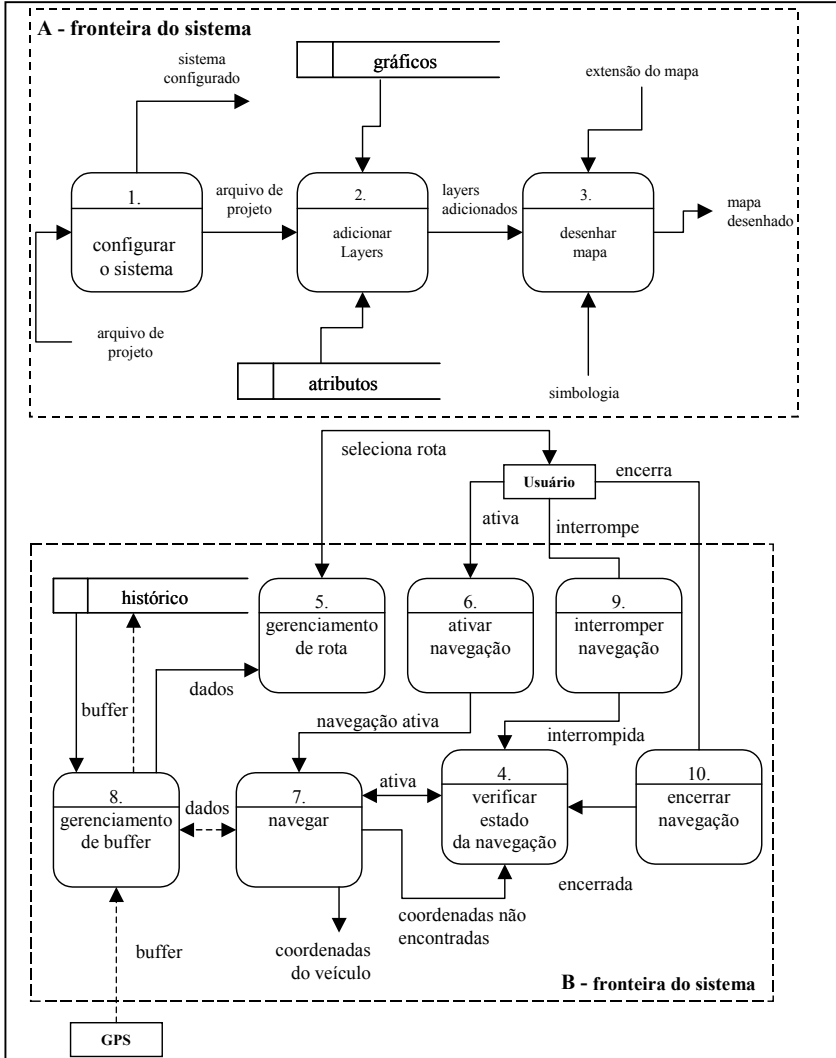 A - fronteira do sistema
sistema
configurado
gráficos
extensão do mapa
1.
configurar
o sistema
arquivo de
projeto
2.
adicionar
Layers
layers
adicionados
3.
desenhar
mapa
mapa
desenhado
arquivo de
projeto
atributos
simbologia
seleciona rota
Usuário
encerra
ativa
interrompe
histórico
5.
gerenciamento
de rota
6.
ativar
navegação
9.
interromper
navegação
buffer
dados
navegação ativa
interrompida
8.
gerenciamento
de buffer
dados
7.
navegar
ativa
4.
verificar
estado
da navegação
10.
encerrar
navegação
encerrada
buffer
coordenadas
do veículo
coordenadas não
encontradas
B - fronteira do sistema
GPS